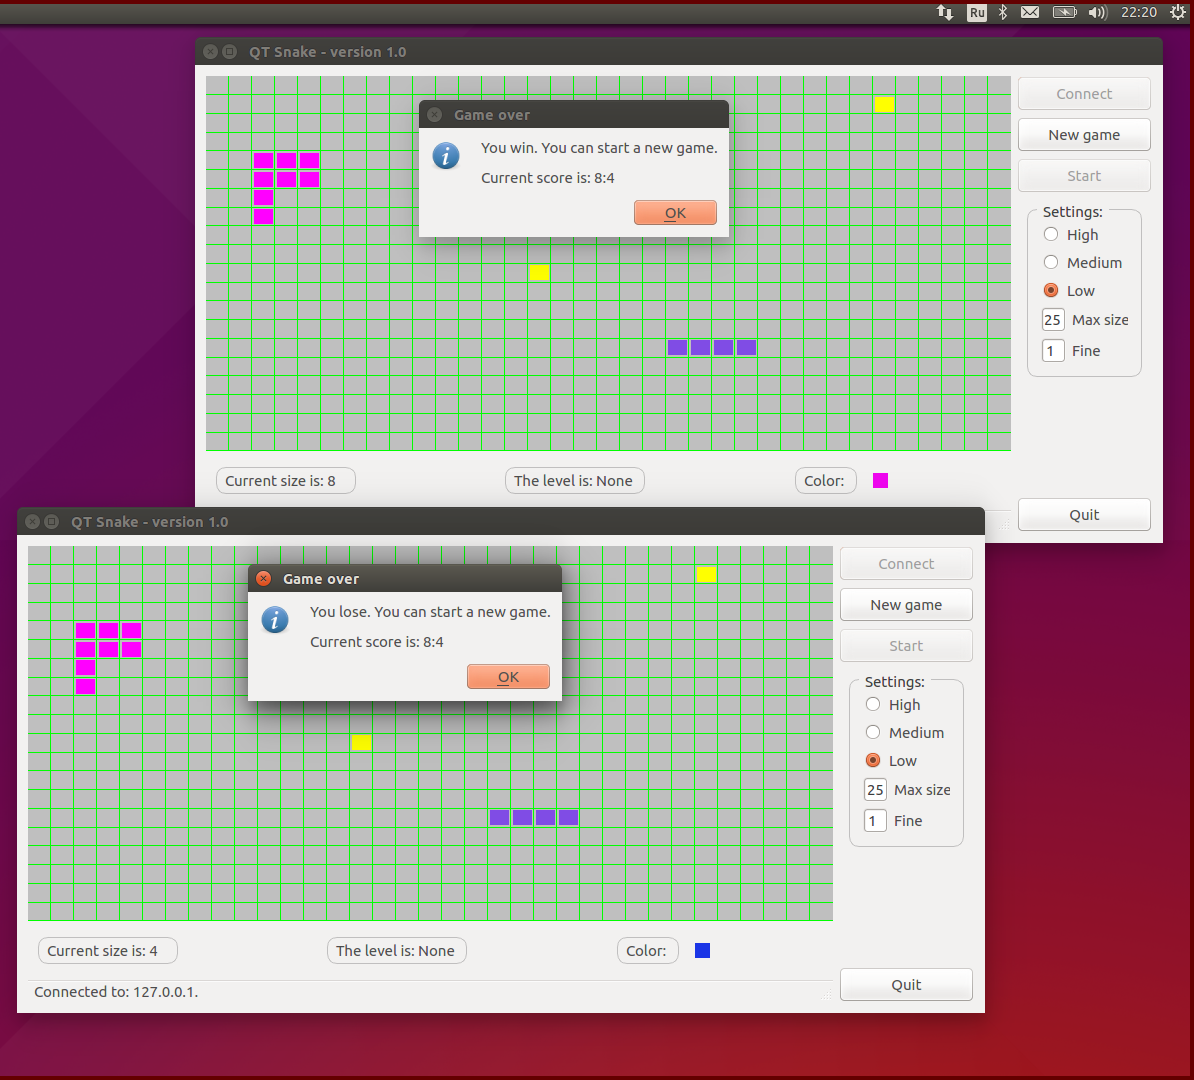 Ru
22:20
QT Snake - version 1.0
Game over
You win. You can start a new game.
Current score is: 8:4
OK
Connect
New game
Start
Settings:
High
Medium
Low
25 Max size
1 Fine
Current size is: 8
The level is: None
Color:
Quit
QT Snake - version 1.0
Game over
You lose. You can start a new game.
Current score is: 8:4
OK
Connect
New game
Start
Settings:
High
Medium
Low
25 Max size
1 Fine
Current size is: 4
The level is: None
Color:
Connected to: 127.0.0.1.
Quit